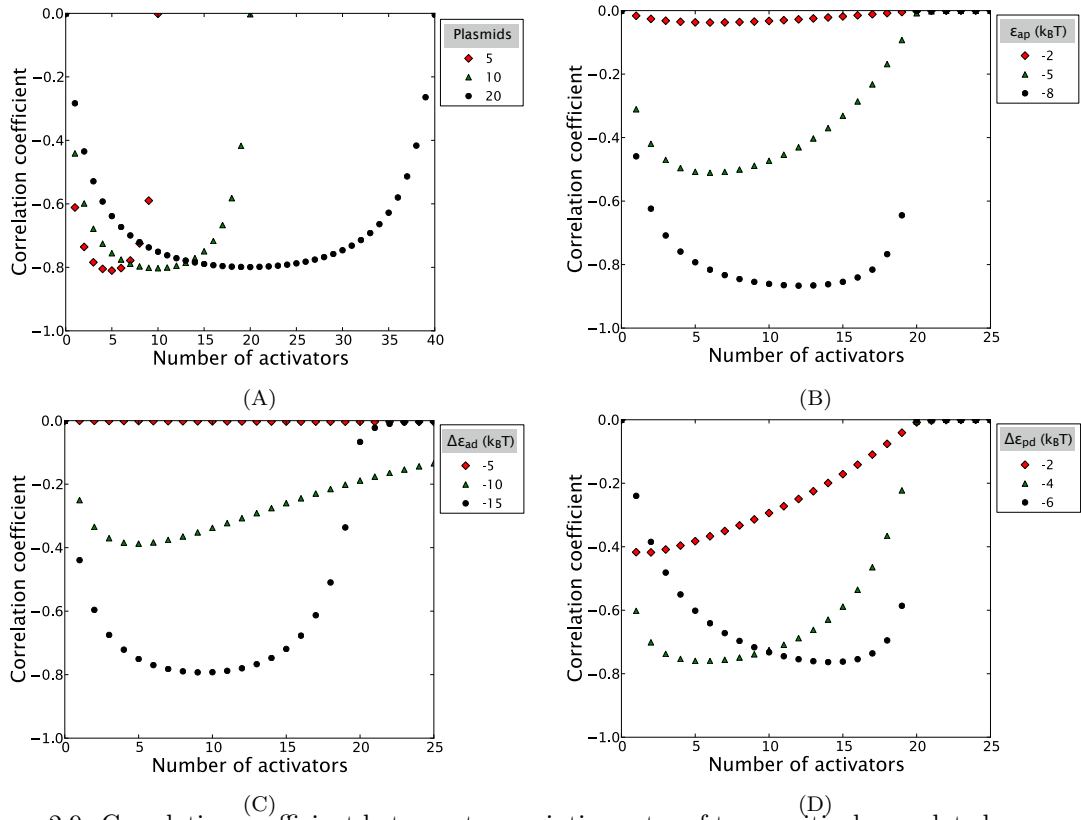 Correlation coefficient
0.0
−0.2
−0.4
−0.6
−0.8
−1.0
0 5 10 15 20 25 30 35 40
Number of activators
Plasmids
5
10
20
(A)
Correlation coefficient
0.0
−0.2
−0.4
−0.6
−0.8
−1.0
0 5 10 15 20 25
Number of activators
εap (kBT)
-2
-5
-8
(B)
Correlation coefficient
0.0
−0.2
−0.4
−0.6
−0.8
−1.0
0 5 10 15 20 25
Number of activators
Δεad (kBT)
-5
-10
-15
(C)
Correlation coefficient
0.0
−0.2
−0.4
−0.6
−0.8
−1.0
0 5 10 15 20 25
Number of activators
Δεpd (kBT)
-2
-4
-6
(D)